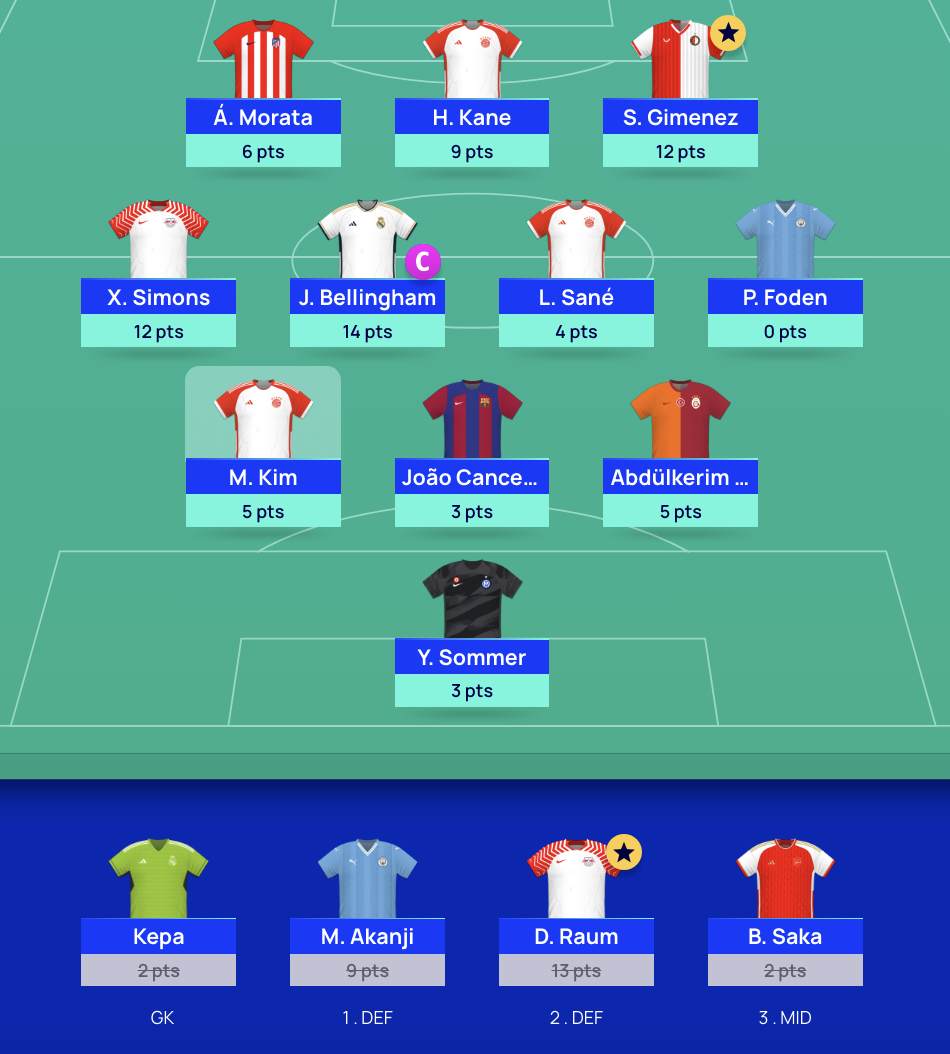 Á. Morata
6 pts
H. Kane
9 pts
S. Gimenez
12 pts
X. Simons
12 pts
J. Bellingham
C
14 pts
L. Sané
4 pts
P. Foden
0 pts
M. Kim
5 pts
João Cance...
3 pts
Abdülkerim ...
5 pts
Y. Sommer
3 pts
Kepa
2 pts
GK
M. Akanji
9 pts
1 . DEF
D. Raum
13 pts
2 . DEF
B. Saka
2 pts
3 . MID